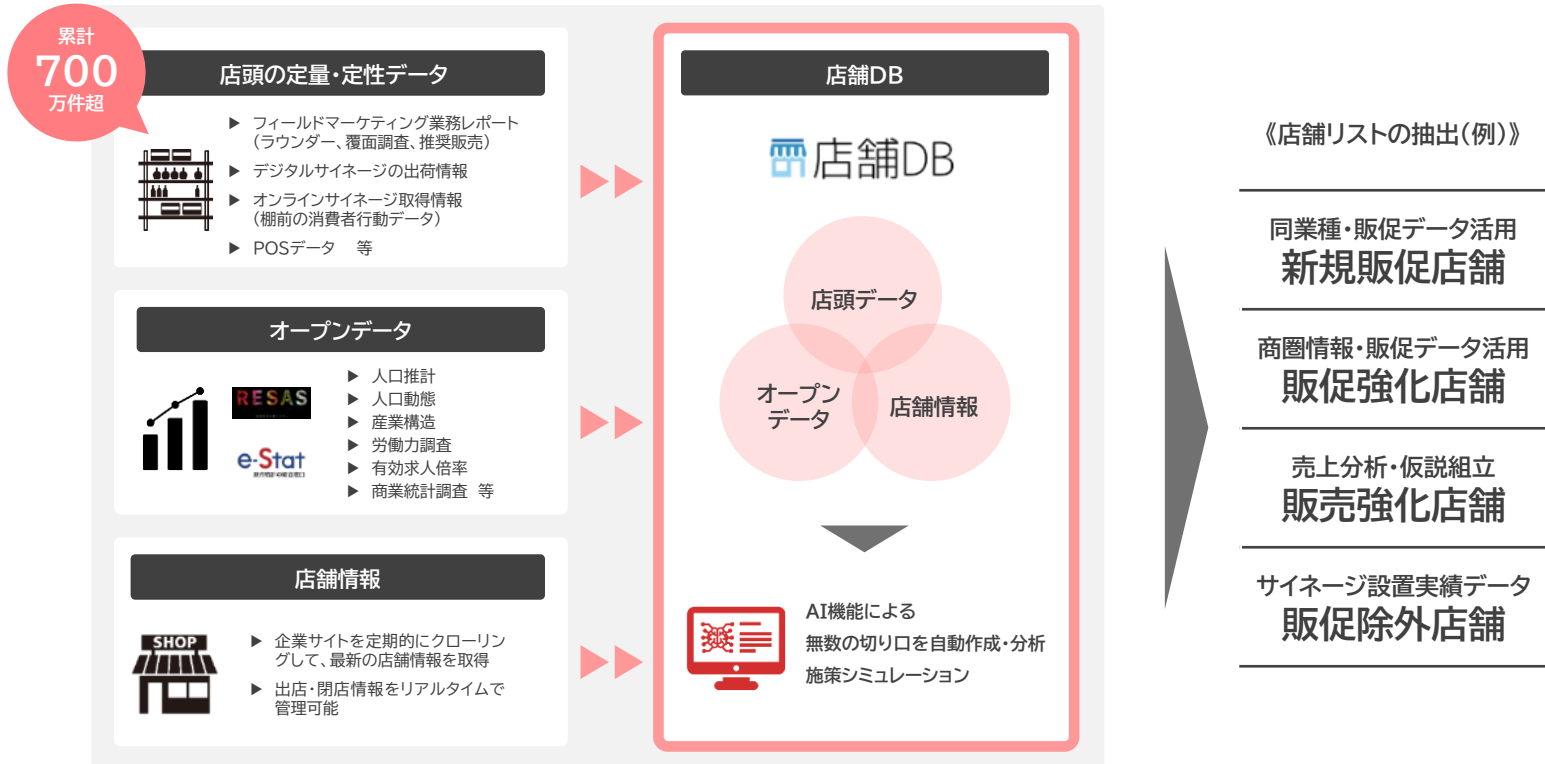 累計
700
万件超
店頭の定量・定性データ
▶ フィールドマーケティング業務レポート
(ラウンダー、覆面調査、推奨販売)
▶ デジタルサイネージの出荷情報
▶ オンラインサイネージ取得情報
(棚前の消費者行動データ)
▶ POSデータ 等
オープンデータ
RESAS
e-Stat
▶ 人口推計
▶ 人口動態
▶ 産業構造
▶ 労働力調査
▶ 有効求人倍率
▶ 商業統計調査 等
店舗情報
SHOP
▶ 企業サイトを定期的にクローリン
グして、最新の店舗情報を取得
▶ 出店・閉店情報をリアルタイムで
管理可能
店舗DB
店舗DB
店頭データ
オープン
データ
店舗情報
AI機能による
無数の切り口を自動作成・分析
施策シミュレーション
《店舗リストの抽出(例)》
同業種・販促データ活用
新規販促店舗
商圏情報・販促データ活用
販促強化店舗
売上分析・仮説組立
販売強化店舗
サイネージ設置実績データ
販促除外店舗